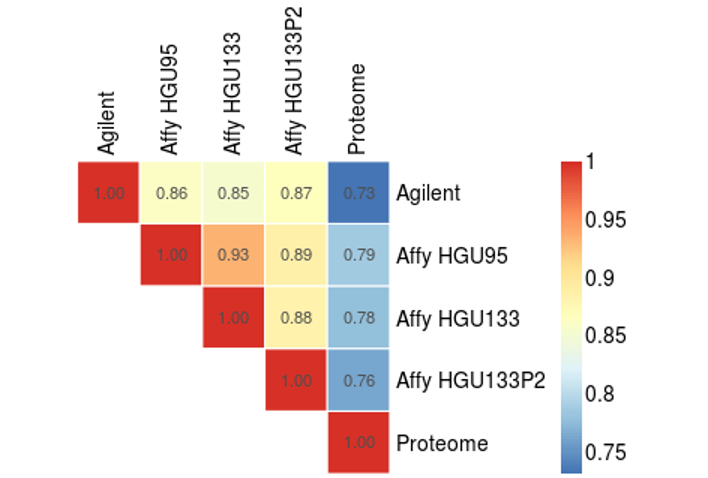 Agilent
Affy HGU95
Affy HGU133
Affy HGU133P2
Proteome
1.00 0.86 0.85 0.87 0.73 Agilent
1.00 0.93 0.89 0.79 Affy HGU95
1.00 0.88 0.78 Affy HGU133
1.00 0.76 Affy HGU133P2
1.00 Proteome
1
0.95
0.9
0.85
0.8
0.75